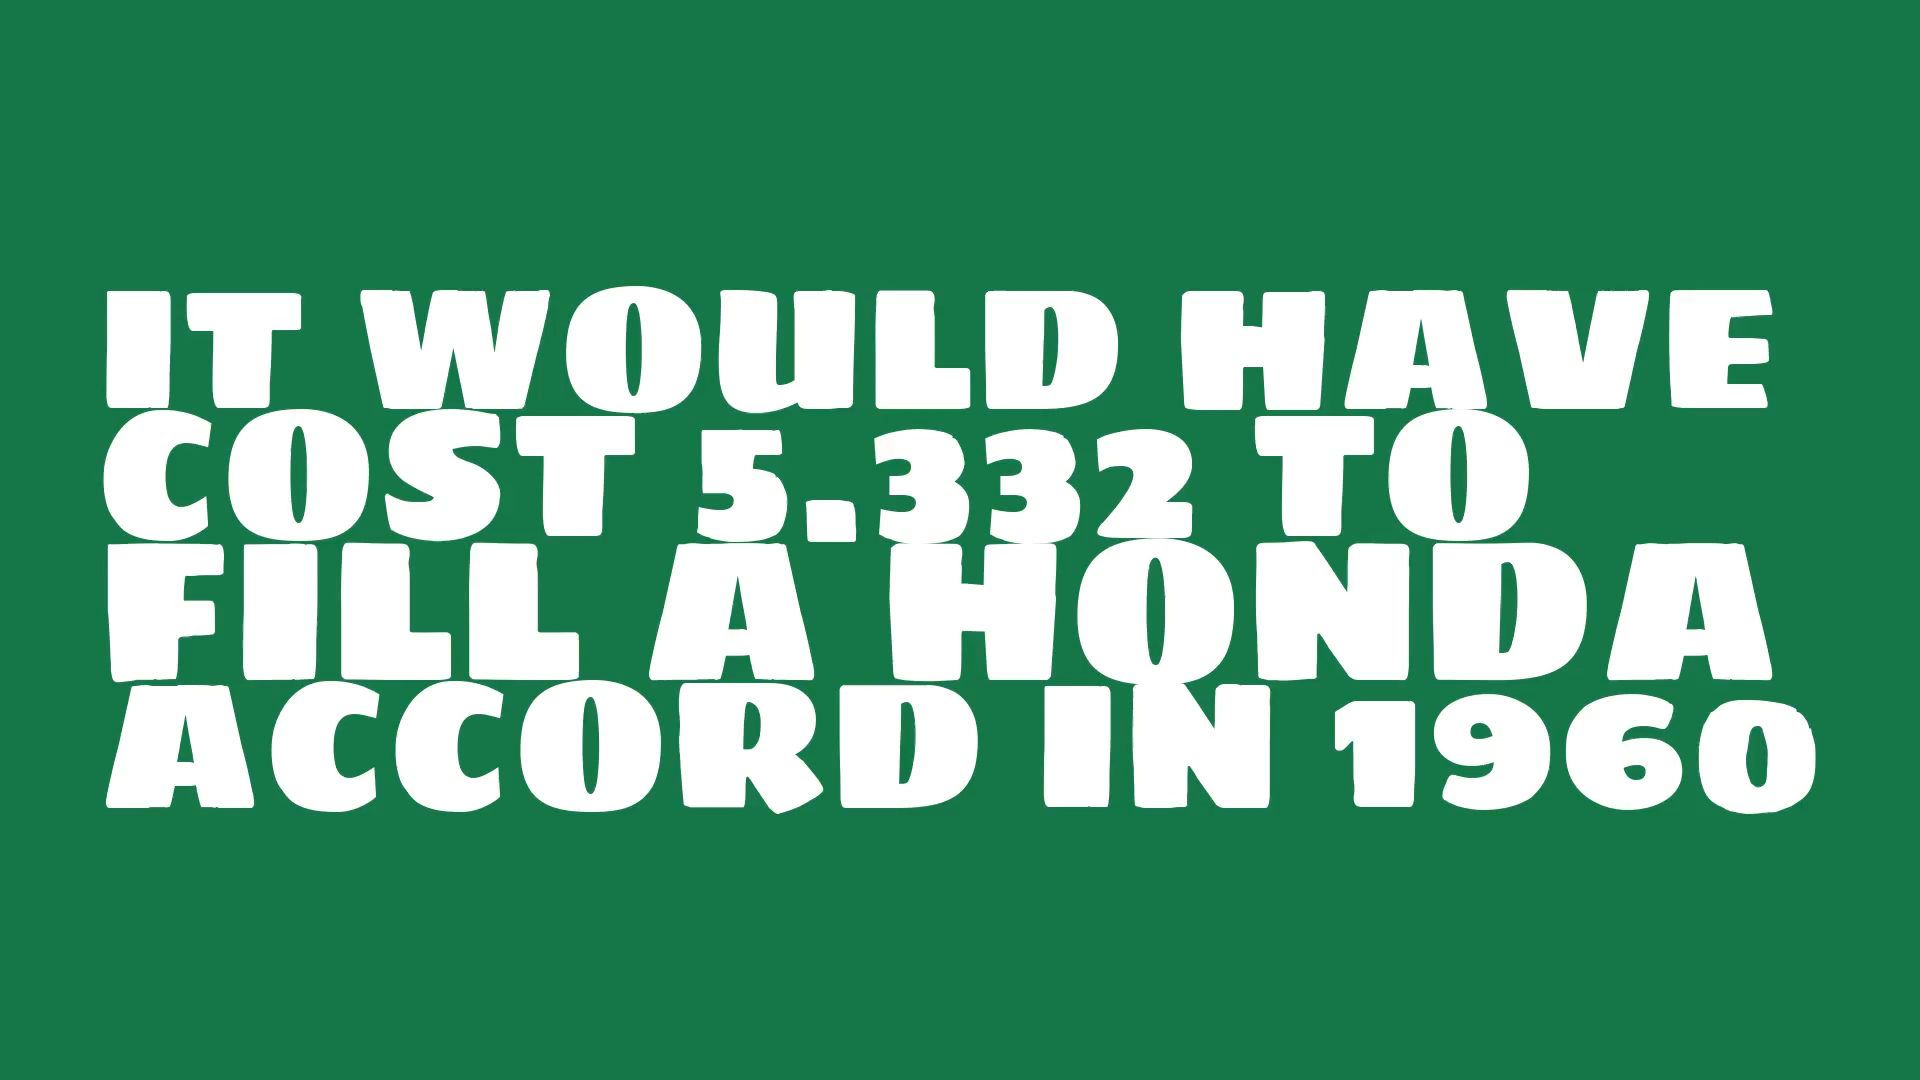 IT WOULD HAVE
COST 5.332 TO
FILL A HONDA
ACCORD IN 1960